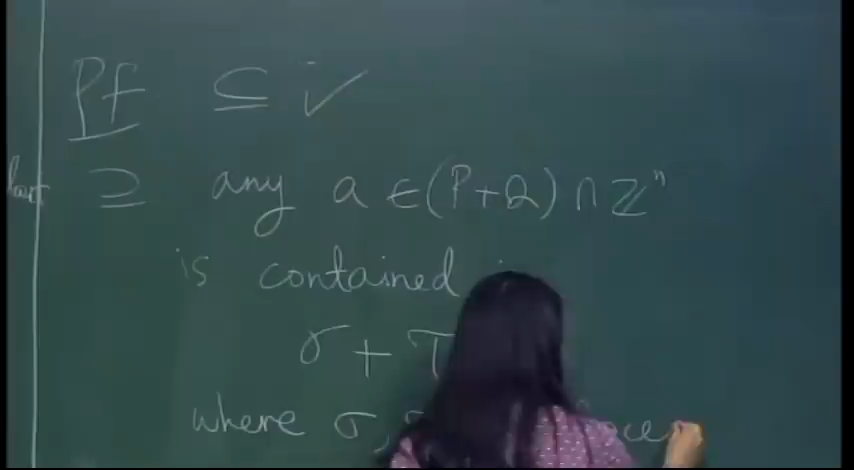 Pf ⊆ ✓
⊇ any a ∈ (P+Q) ∩ ℤⁿ
is contained
σ + τ
where σ,